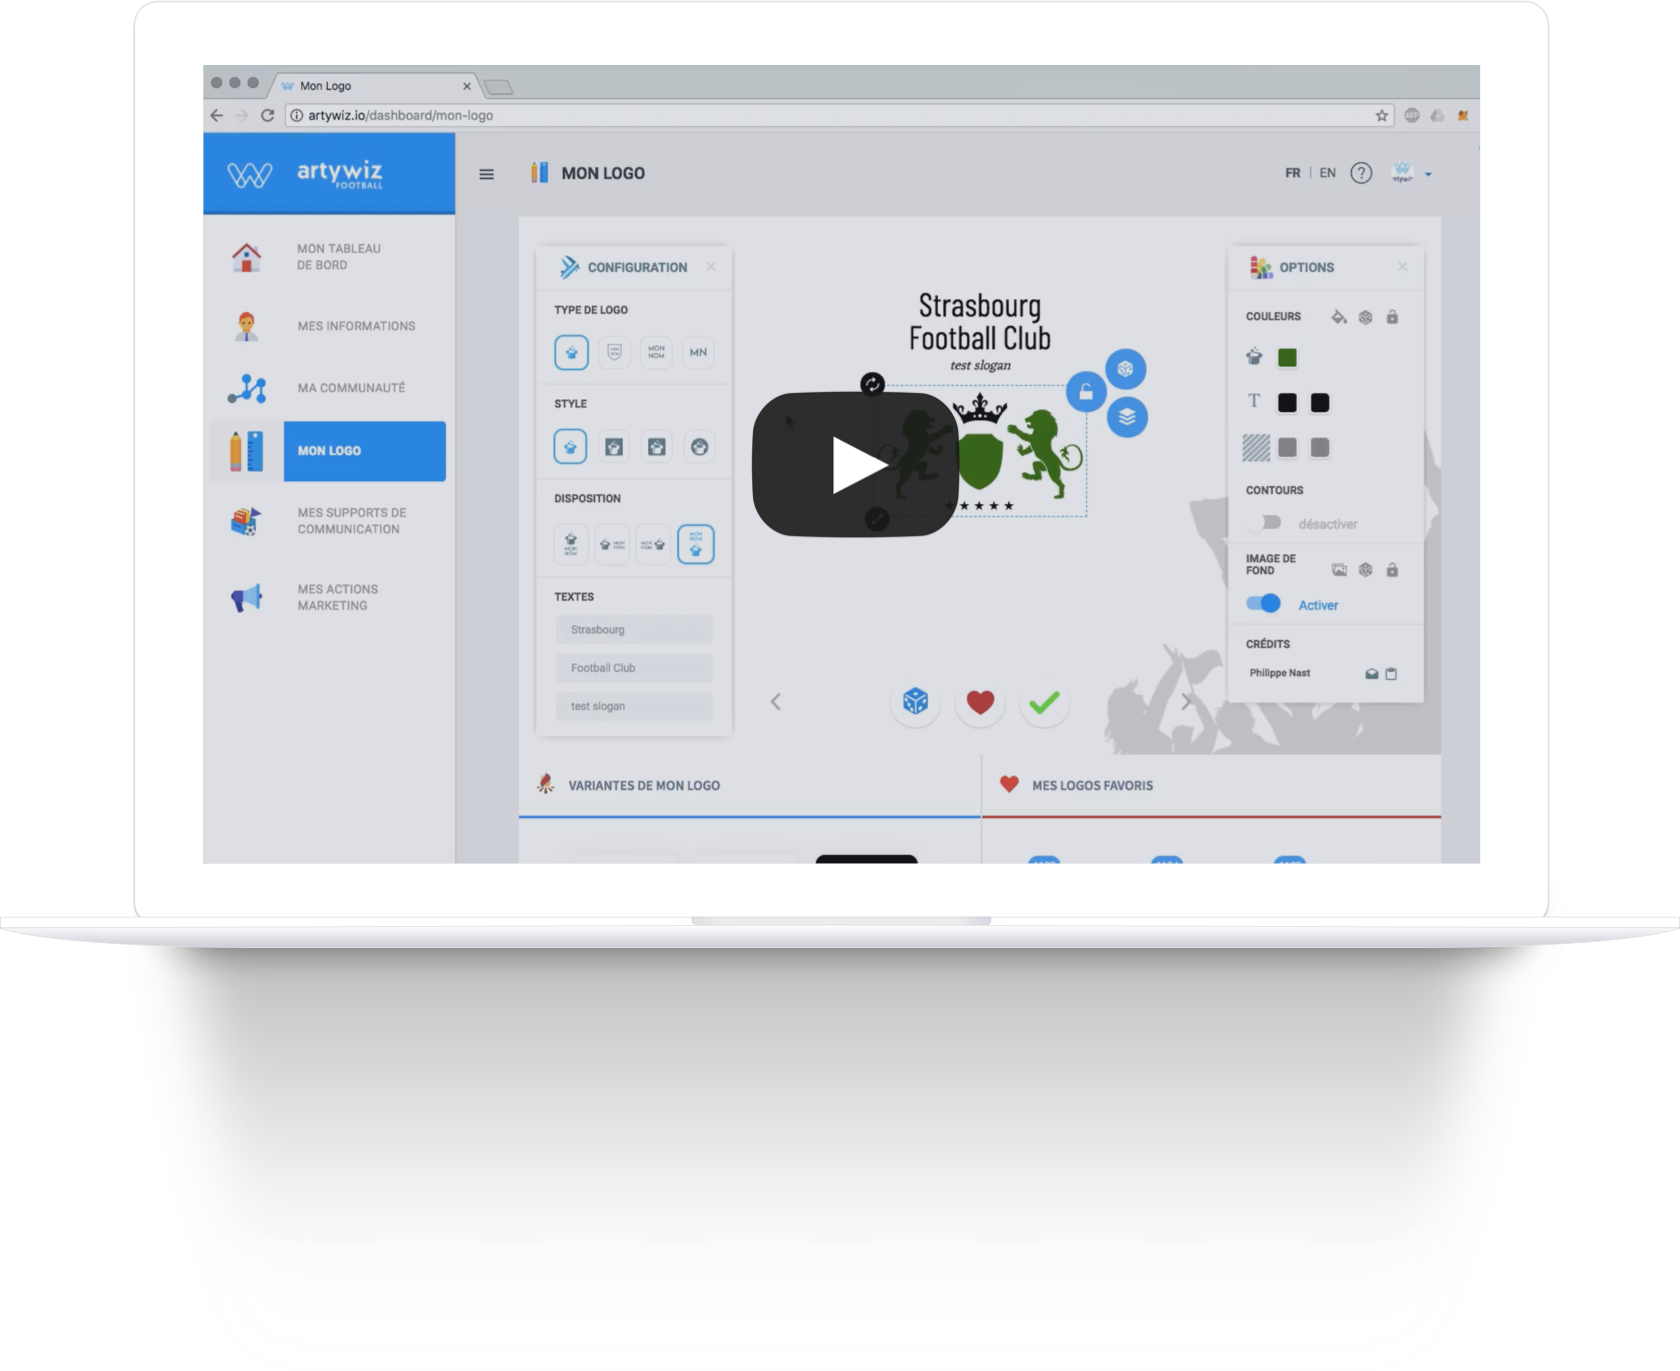 Mon Logo
artywiz.io/dashboard/mon-logo
artywiz
FOOTBALL
MON LOGO
FR | EN
MON TABLEAU
DE BORD
MES INFORMATIONS
MA COMMUNAUTÉ
MON LOGO
MES SUPPORTS DE
COMMUNICATION
MES ACTIONS
MARKETING
CONFIGURATION
TYPE DE LOGO
MON
NOM
MN
STYLE
DISPOSITION
MON
NOM
TEXTES
Strasbourg
Football Club
test slogan
Strasbourg
Football Club
test slogan
OPTIONS
COULEURS
T
CONTOURS
désactiver
IMAGE DE
FOND
Activer
CRÉDITS
Philippe Nast
VARIANTES DE MON LOGO
MES LOGOS FAVORIS